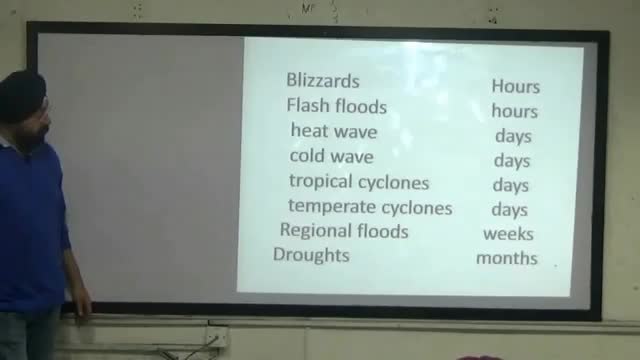 Blizzards Hours
Flash floods hours
heat wave days
cold wave days
tropical cyclones days
temperate cyclones days
Regional floods weeks
Droughts months